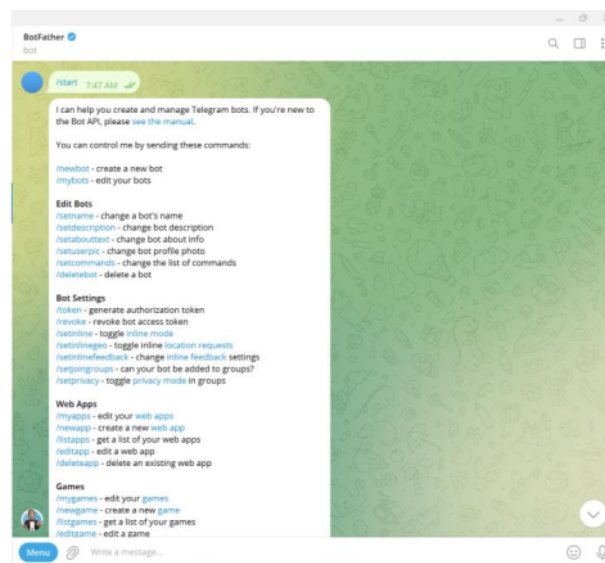 BotFather
bot
/start 7:47 AM
I can help you create and manage Telegram bots. If you're new to
the Bot API, please see the manual.
You can control me by sending these commands:
/newbot - create a new bot
/mybots - edit your bots
Edit Bots
/setname - change a bot's name
/setdescription - change bot description
/setabouttext - change bot about info
/setuserpic - change bot profile photo
/setcommands - change the list of commands
/deletebot - delete a bot
Bot Settings
/token - generate authorization token
/revoke - revoke bot access token
/setinline - toggle inline mode
/setinlinegeo - toggle inline location requests
/setinlinefeedback - change inline feedback settings
/setjoingroups - can your bot be added to groups?
/setprivacy - toggle privacy mode in groups
Web Apps
/myapps - edit your web apps
/newapp - create a new web app
/listapps - get a list of your web apps
/editapp - edit a web app
/deleteapp - delete an existing web app
Games
/mygames - edit your games
/newgame - create a new game
/listgames - get a list of your games
/editgame - edit a game
Menu Write a message...